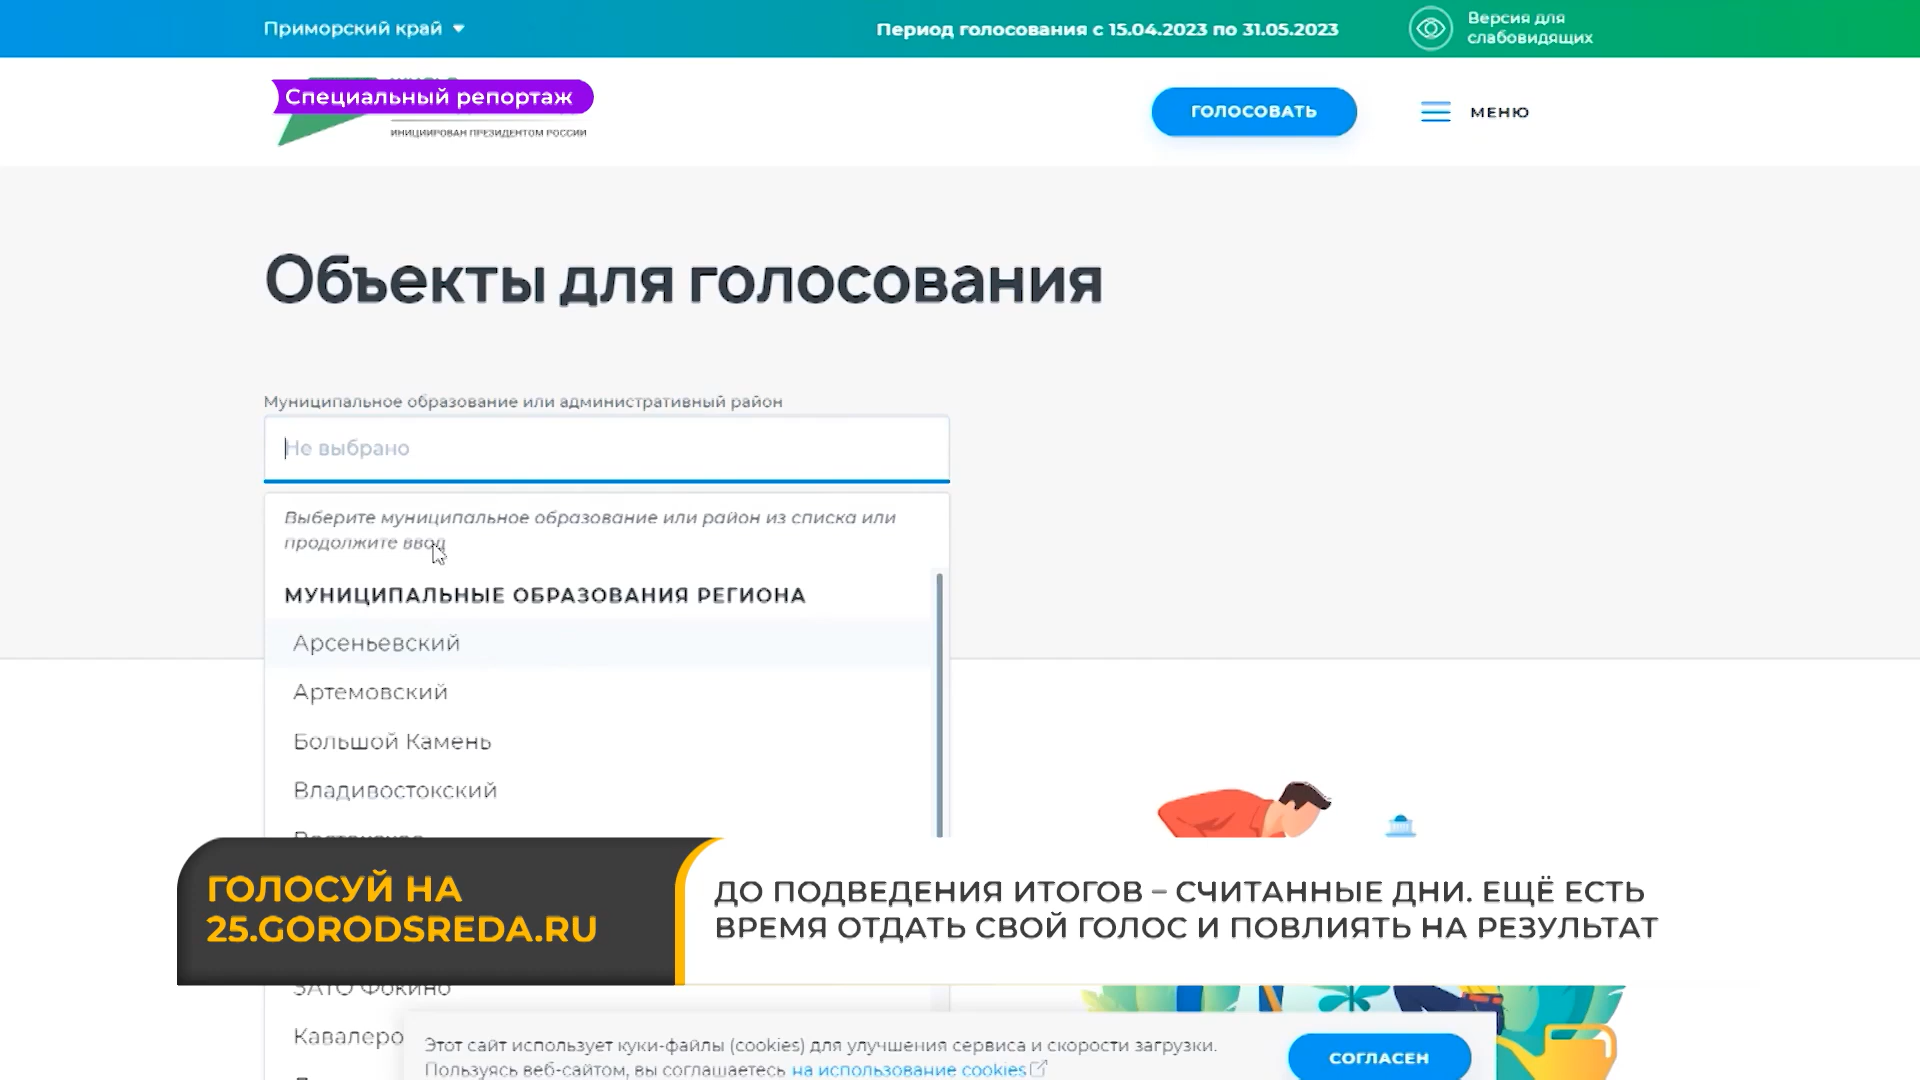 Приморский край
Период голосования с 15.04.2023 по 31.05.2023
Версия для
слабовидящих
Специальный репортаж
ИНИЦИИРОВАН ПРЕЗИДЕНТОМ РОССИИ
ГОЛОСОВАТЬ
МЕНЮ
Объекты для голосования
Муниципальное образование или административный район
Не выбрано
Выберите муниципальное образование или район из списка или
продолжите ввод
МУНИЦИПАЛЬНЫЕ ОБРАЗОВАНИЯ РЕГИОНА
Арсеньевский
Артемовский
Большой Камень
Владивостокский
ГОЛОСУЙ НА
25.GORODSREDA.RU
ДО ПОДВЕДЕНИЯ ИТОГОВ – СЧИТАННЫЕ ДНИ. ЕЩЁ ЕСТЬ
ВРЕМЯ ОТДАТЬ СВОЙ ГОЛОС И ПОВЛИЯТЬ НА РЕЗУЛЬТАТ
ЗАТО Фокино
Кавалеро
Этот сайт использует куки-файлы (cookies) для улучшения сервиса и скорости загрузки.
Пользуясь веб-сайтом, вы соглашаетесь на использование cookies
СОГЛАСЕН